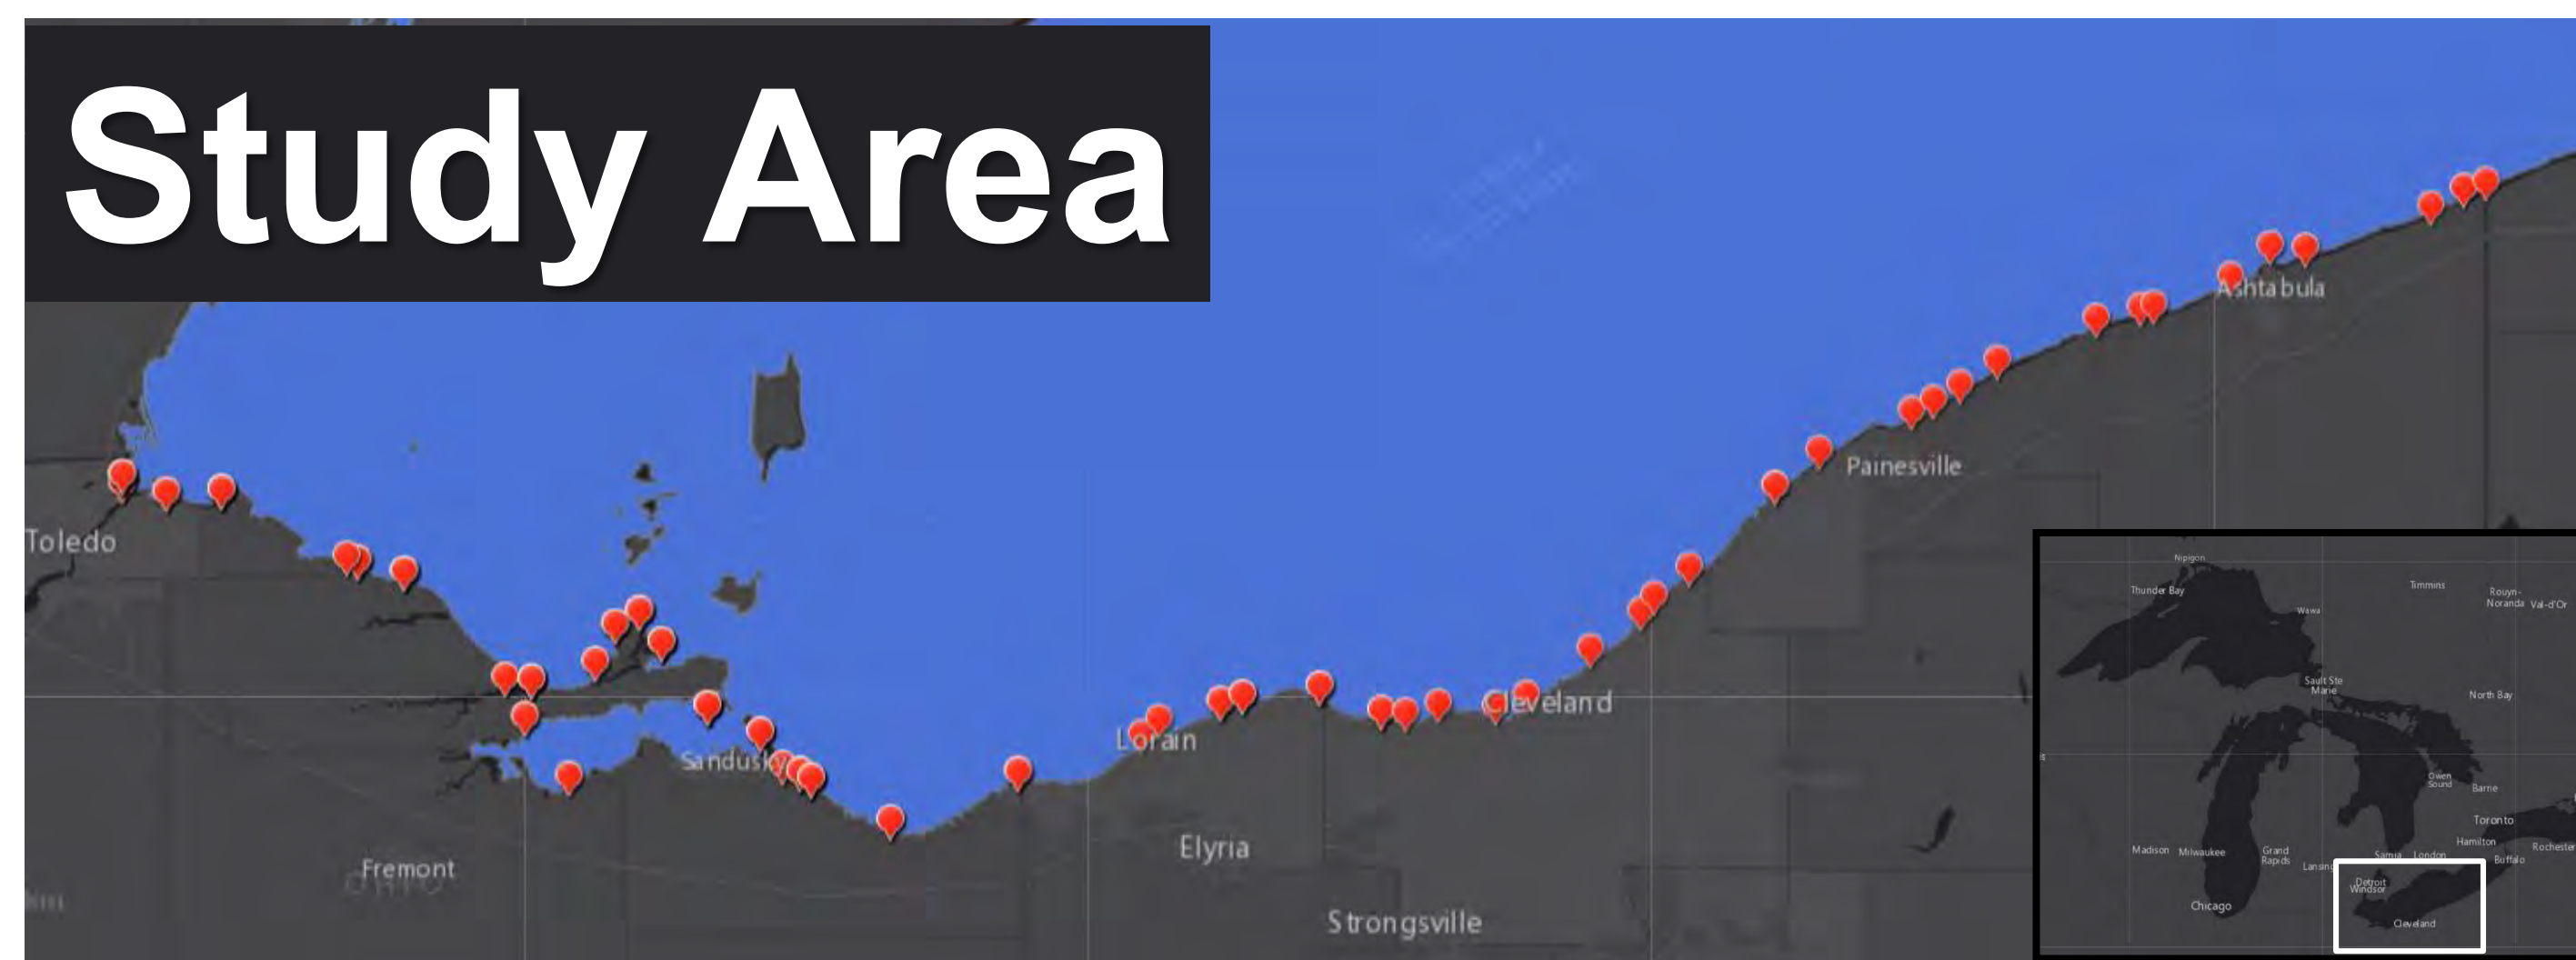 Study Area
Ashtabula
Painesville
Toledo
Cleveland
Lorain
Sandusky
Elyria
Fremont
OHIO
Strongsville
Nipigon
Timmins
Thunder Bay
Rouyn-
Noranda
Val-d'Or
Wawa
Sault Ste
Marie
North Bay
Owen
Sound
Barrie
Toronto
Hamilton
Madison
Milwaukee
Grand
Rapids
Rochester
Sarnia
London
Buffalo
Lansing
Detroit
Windsor
Chicago
Cleveland